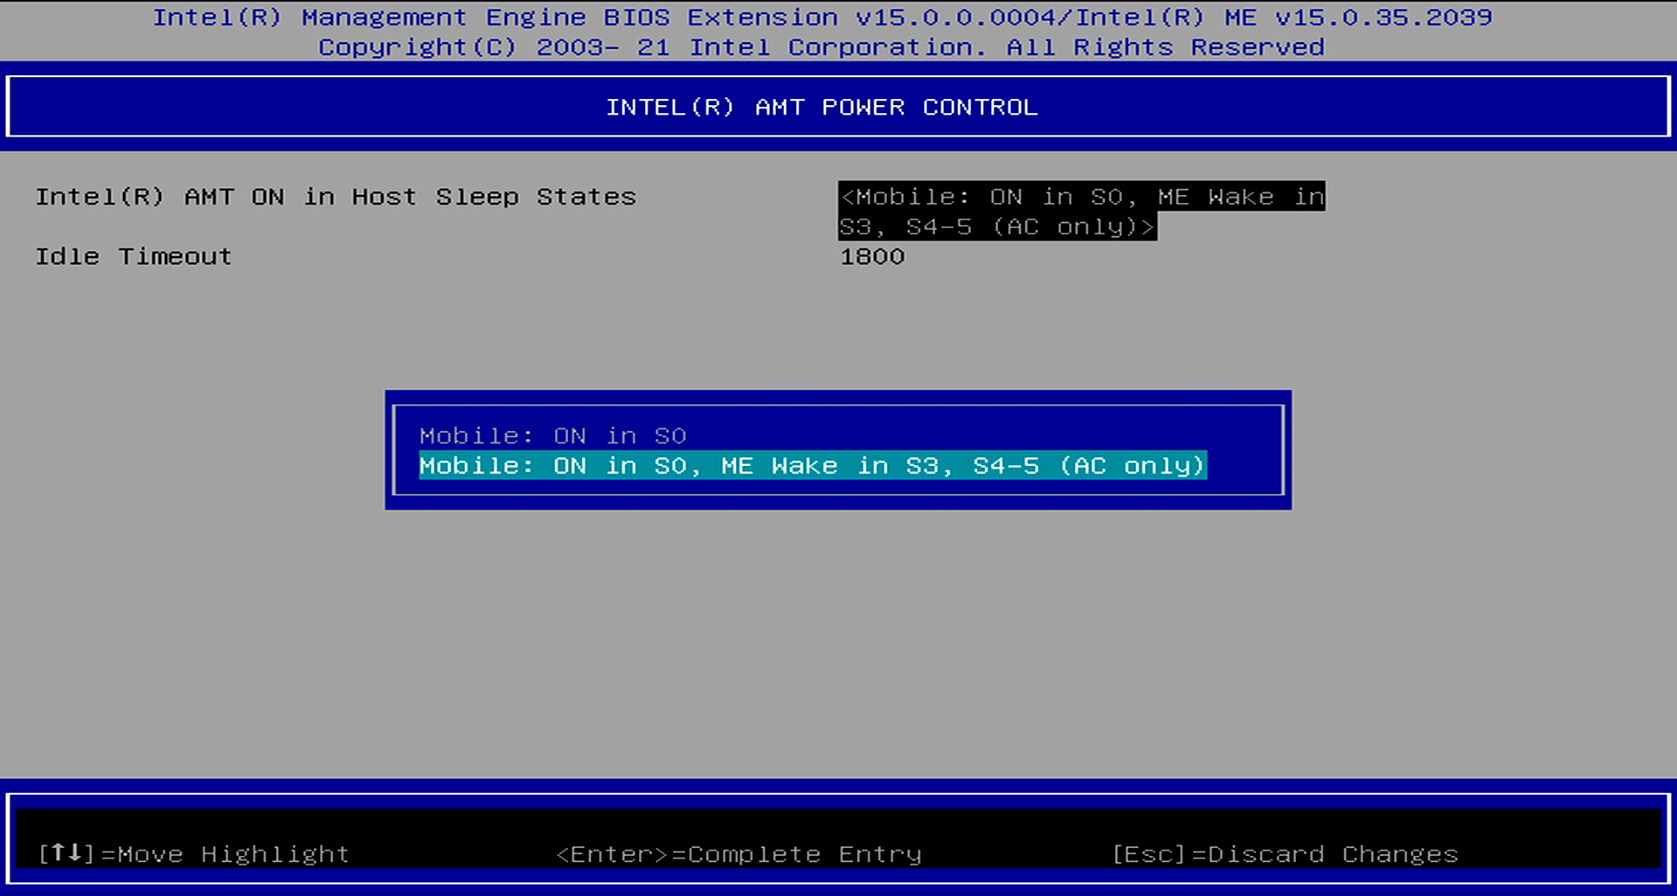 Intel(R) Management Engine BIOS Extension v15.0.0.0004/Intel(R) ME v15.0.35.2039
Copyright(C) 2003- 21 Intel Corporation. All Rights Reserved
INTEL(R) AMT POWER CONTROL
Intel(R) AMT ON in Host Sleep States <Mobile: ON in S0, ME Wake in
S3, S4-5 (AC only)>
Idle Timeout 1800
Mobile: ON in S0
Mobile: ON in S0, ME Wake in S3, S4-5 (AC only)
[↑↓]=Move Highlight <Enter>=Complete Entry [Esc]=Discard Changes